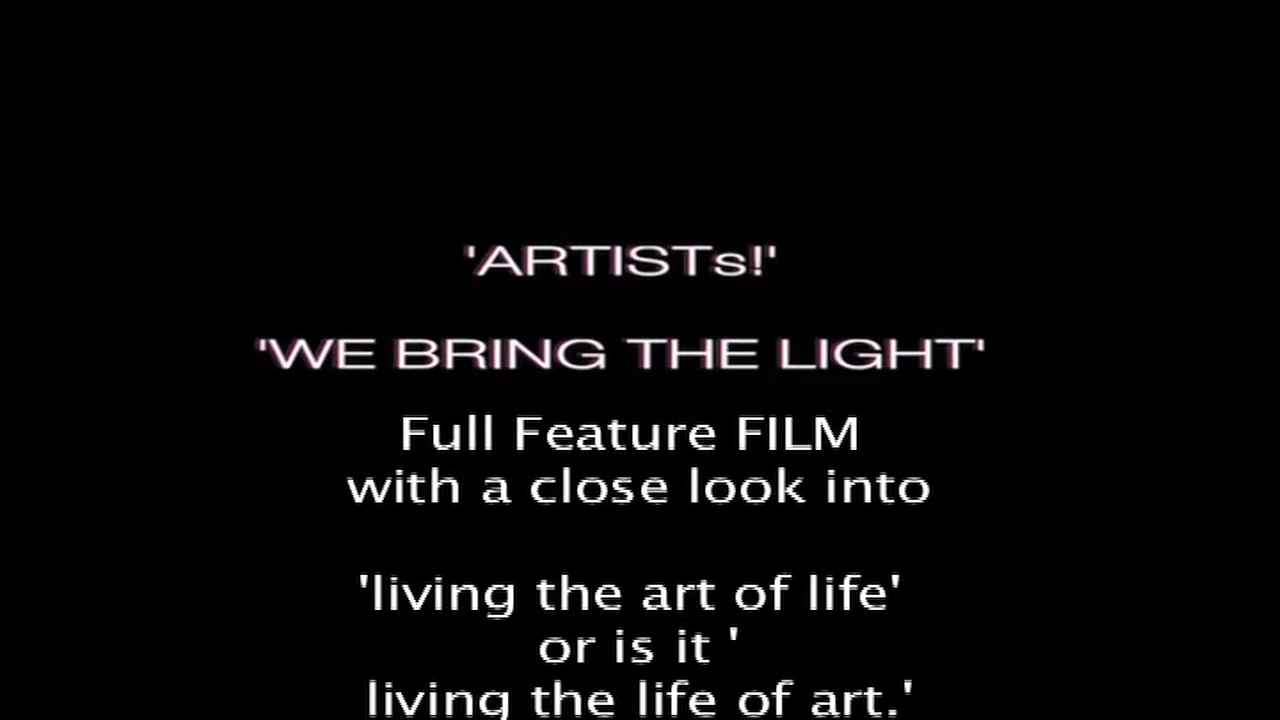 'ARTISTs!'
'WE BRING THE LIGHT'
Full Feature FILM
with a close look into
'living the art of life'
or is it '
living the life of art.'